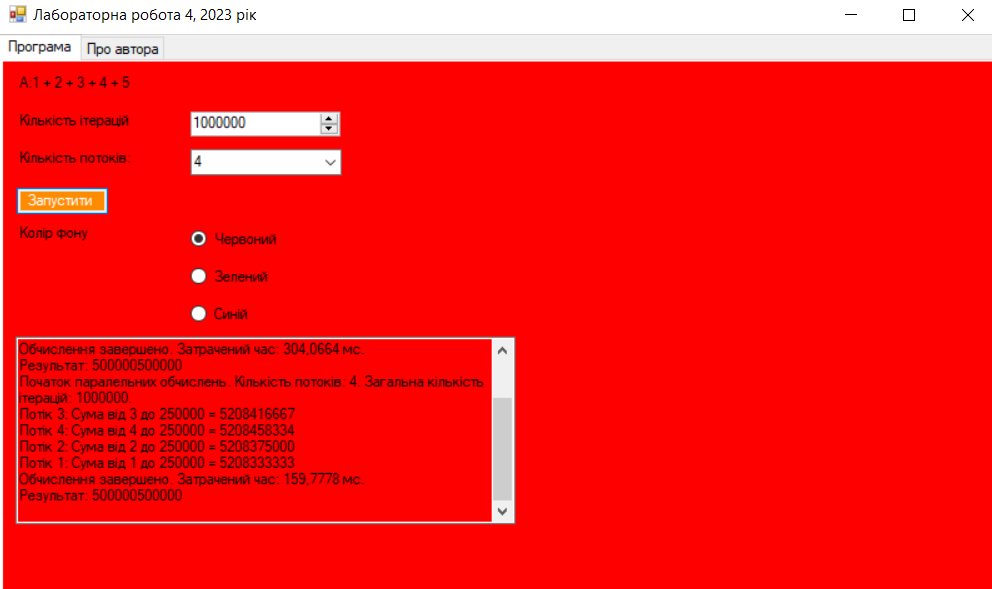 Лабораторна робота 4, 2023 рік
Програма Про автора
A:1 + 2 + 3 + 4 + 5
Кількість ітерацій 1000000
Кількість потоків: 4
Запустити
Колір фону Червоний
Зелений
Синій
Обчислення завершено. Затрачений час: 304,0664 мс.
Результат: 500000500000
Початок паралельних обчислень. Кількість потоків: 4. Загальна кількість
ітерацій: 1000000.
Потік 3: Сума від 3 до 250000 = 5208416667
Потік 4: Сума від 4 до 250000 = 5208458334
Потік 2: Сума від 2 до 250000 = 5208375000
Потік 1: Сума від 1 до 250000 = 5208333333
Обчислення завершено. Затрачений час: 159,7778 мс.
Результат: 500000500000